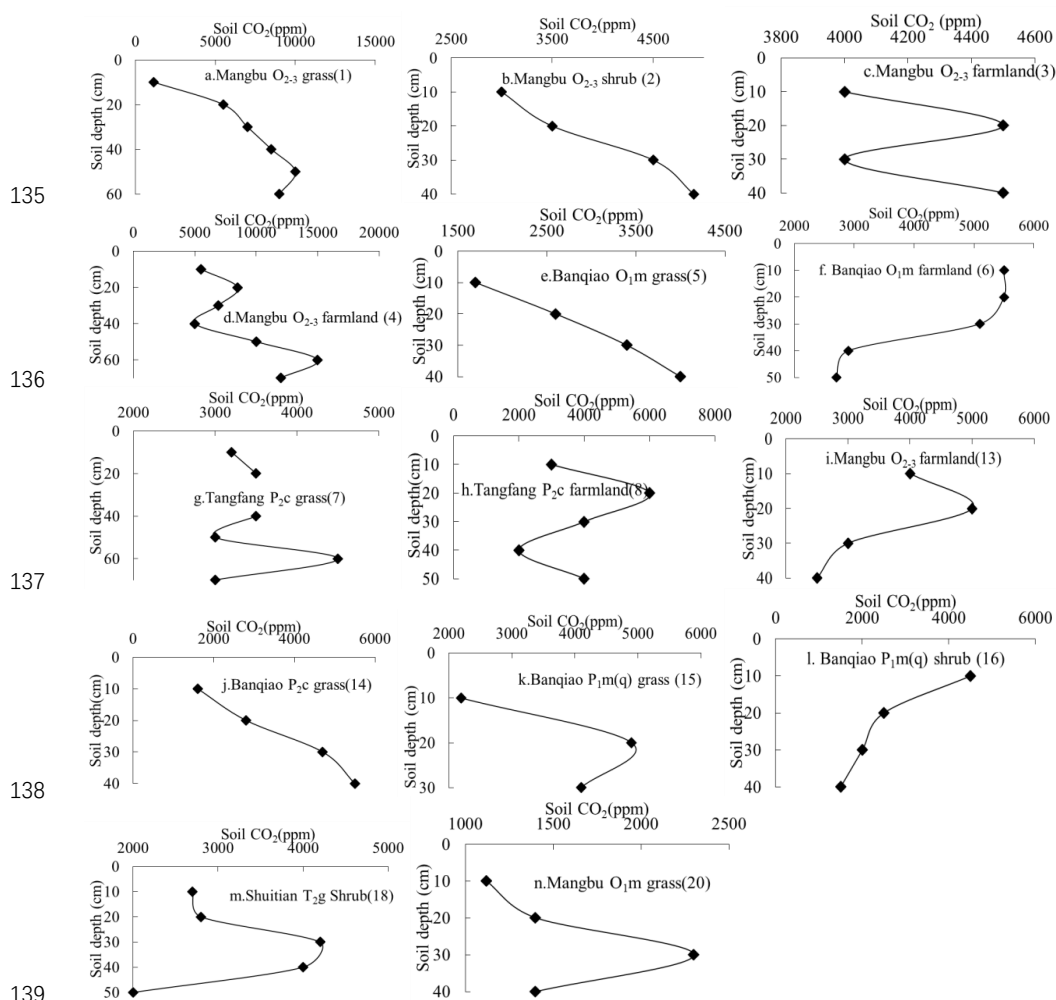 Soil CO₂(ppm)
0 5000 10000 15000
0
20
40
60
Soil depth (cm)
a.Mangbu O₂₋₃ grass(1)
Soil CO₂(ppm)
2500 3500 4500
0
10
20
30
40
Soil depth (cm)
b.Mangbu O₂₋₃ shrub (2)
Soil CO₂ (ppm)
3800 4000 4200 4400 4600
0
10
20
30
40
Soil depth (cm)
c.Mangbu O₂₋₃ farmland(3)
135
Soil CO₂(ppm)
0 5000 10000 15000 20000
0
20
40
60
Soil depth (cm)
d.Mangbu O₂₋₃ farmland (4)
Soil CO₂(ppm)
1500 2500 3500 4500
0
10
20
30
40
Soil depth (cm)
e.Banqiao O₁m grass(5)
Soil CO₂(ppm)
2000 3000 4000 5000 6000
0
10
20
30
40
50
Soil depth (cm)
f. Banqiao O₁m farmland (6)
136
Soil CO₂(ppm)
2000 3000 4000 5000
0
20
40
60
Soil depth (cm)
g.Tangfang P₂c grass(7)
Soil CO₂(ppm)
0 2000 4000 6000 8000
0
10
20
30
40
50
Soil depth(cm)
h.Tangfang P₂c farmland(8)
Soil CO₂(ppm)
2000 3000 4000 5000 6000
0
10
20
30
40
Soil depth(cm)
i.Mangbu O₂₋₃ farmland(13)
137
Soil CO₂(ppm)
0 2000 4000 6000
0
10
20
30
40
Soil depth(cm)
j.Banqiao P₂c grass(14)
Soil CO₂(ppm)
2000 3000 4000 5000 6000
0
10
20
30
Soil depth (cm)
k.Banqiao P₁m(q) grass (15)
Soil CO₂(ppm)
0 2000 4000 6000
0
10
20
30
40
Soil depth (cm)
l. Banqiao P₁m(q) shrub (16)
138
Soil CO₂(ppm)
2000 3000 4000 5000
0
10
20
30
40
50
Soil depth (cm)
m.Shuitian T₂g Shrub(18)
Soil CO₂(ppm)
1000 1500 2000 2500
0
10
20
30
40
Soil depth (cm)
n.Mangbu O₁m grass(20)
139